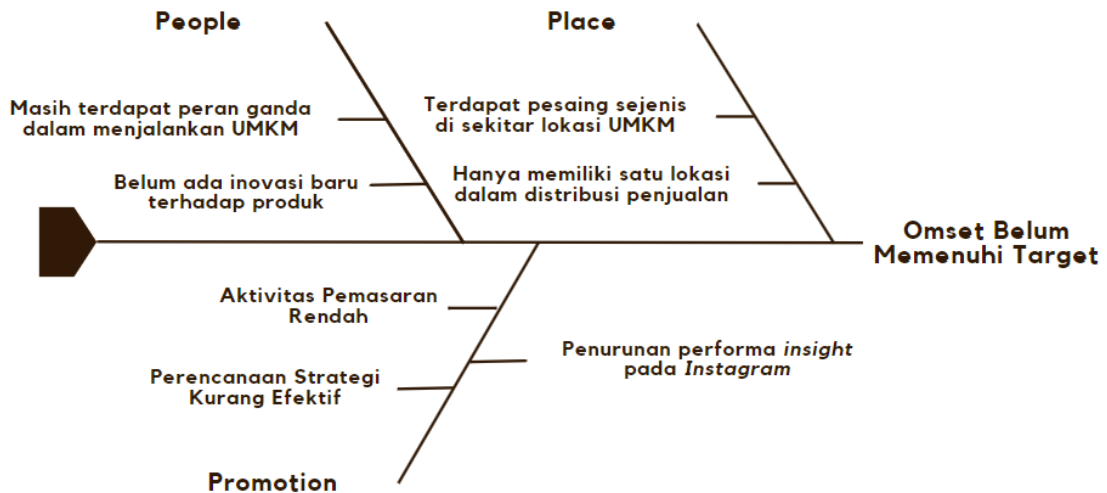 People
Place
Masih terdapat peran ganda
dalam menjalankan UMKM
Terdapat pesaing sejenis
di sekitar lokasi UMKM
Belum ada inovasi baru
terhadap produk
Hanya memiliki satu lokasi
dalam distribusi penjualan
Omset Belum
Memenuhi Target
Aktivitas Pemasaran
Rendah
Penurunan performa insight
pada Instagram
Perencanaan Strategi
Kurang Efektif
Promotion